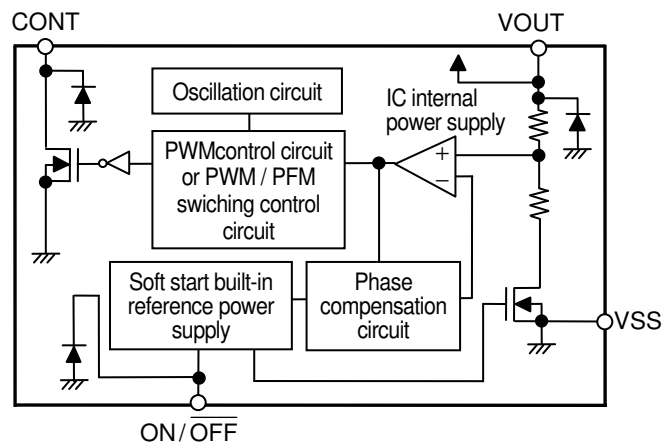 CONT
VOUT
Oscillation circuit
IC internal
power supply
PWMcontrol circuit
or PWM / PFM
swiching control
circuit
+
−
Soft start built-in
reference power
supply
Phase
compensation
circuit
VSS
ON/OFF